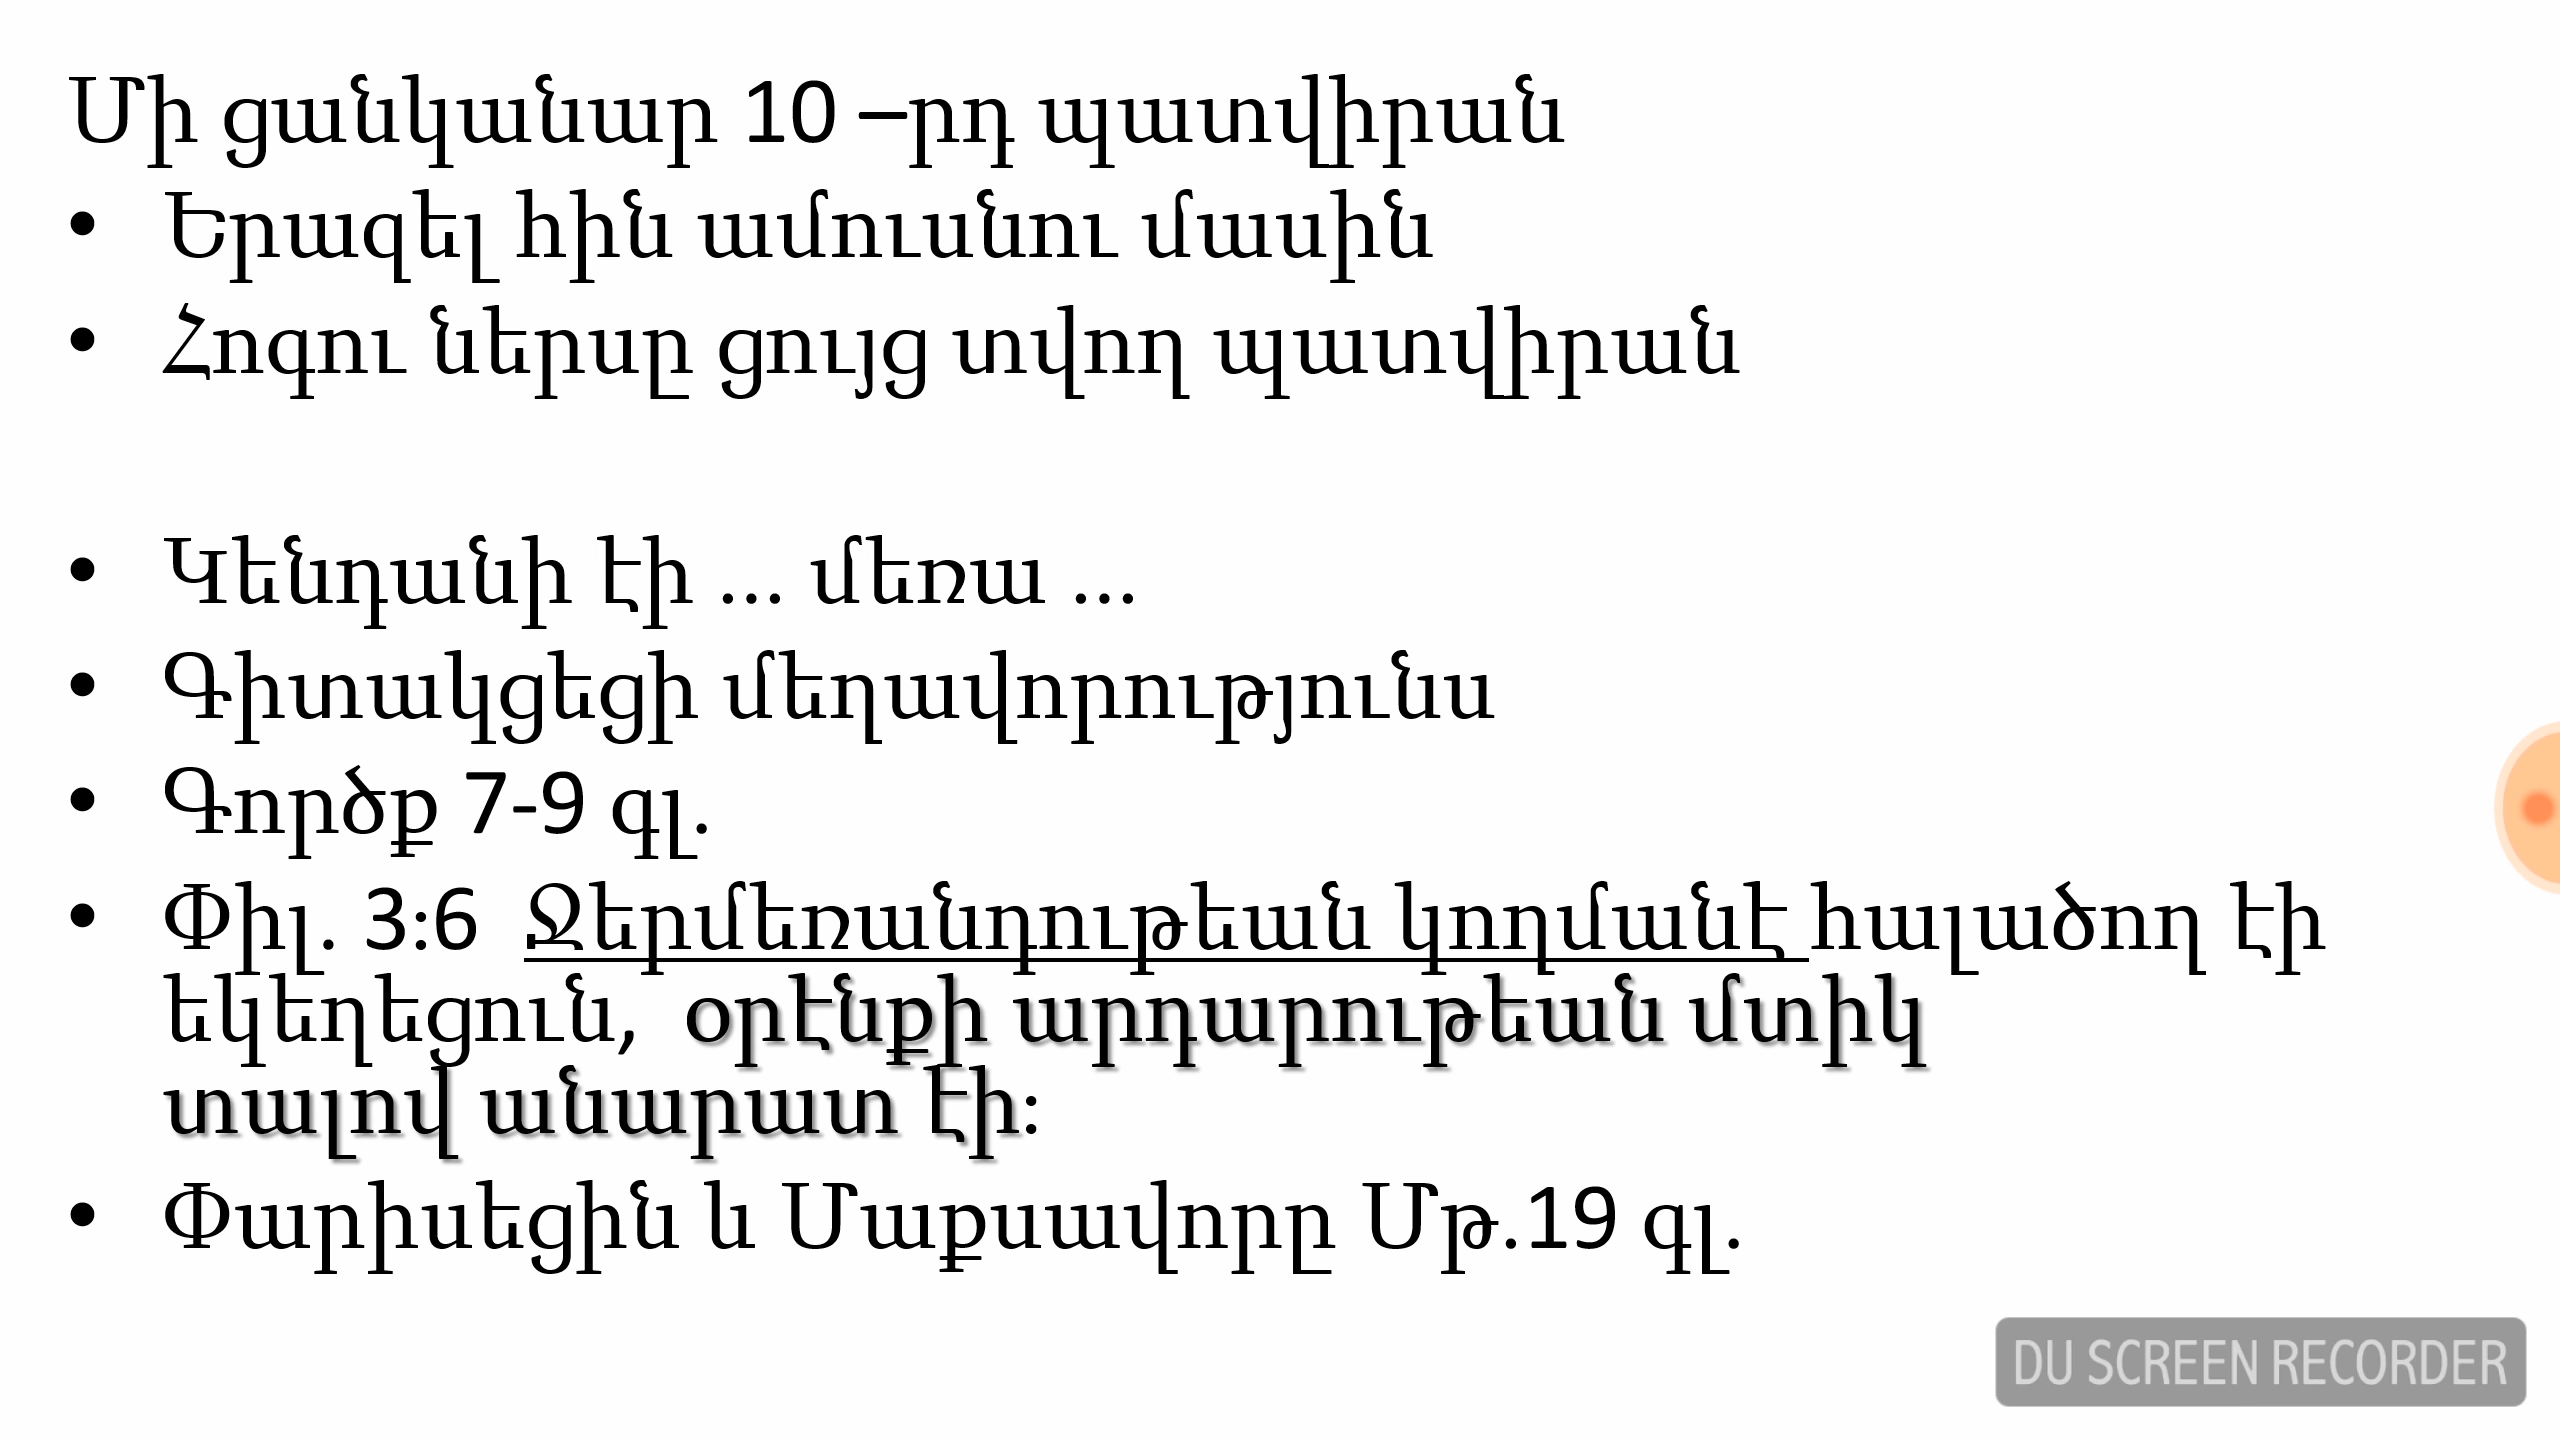 Մի ցանկանար 10 –րդ պատվիրան
• Երազել հին ամուսնու մասին
• Հոգու ներսը ցույց տվող պատվիրան
• Կենդանի էի ... մեռա ...
• Գիտակցեցի մեղավորությունս
• Գործք 7-9 գլ.
• Փիլ. 3:6 Ջերմեռանդութեան կողմանէ հալածող էի
եկեղեցուն, օրէնքի արդարութեան մտիկ
տալով անարատ էի:
• Փարիսեցին և Մաքսավորը Մթ.19 գլ.
DU SCREEN RECORDER